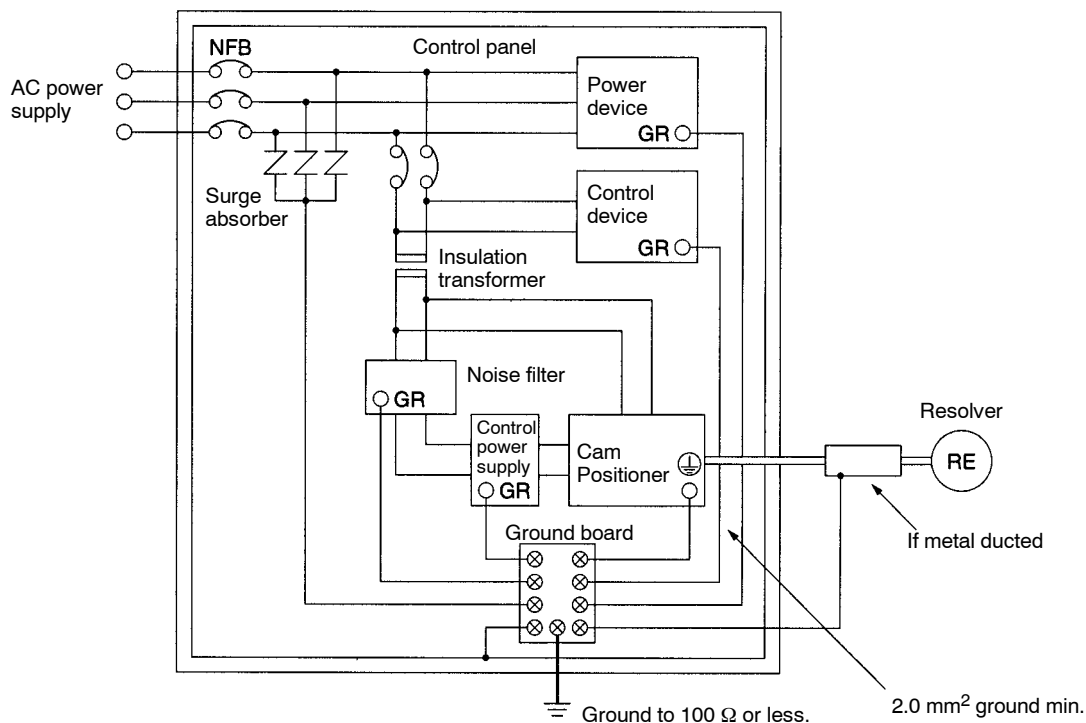 Control panel
NFB
AC power
supply
Power
device
GR
Surge
absorber
Control
device
GR
Insulation
transformer
Noise filter
GR
Control
power
supply
GR
Cam
Positioner
Resolver
RE
If metal ducted
Ground board
2.0 mm² ground min.
Ground to 100 Ω or less.